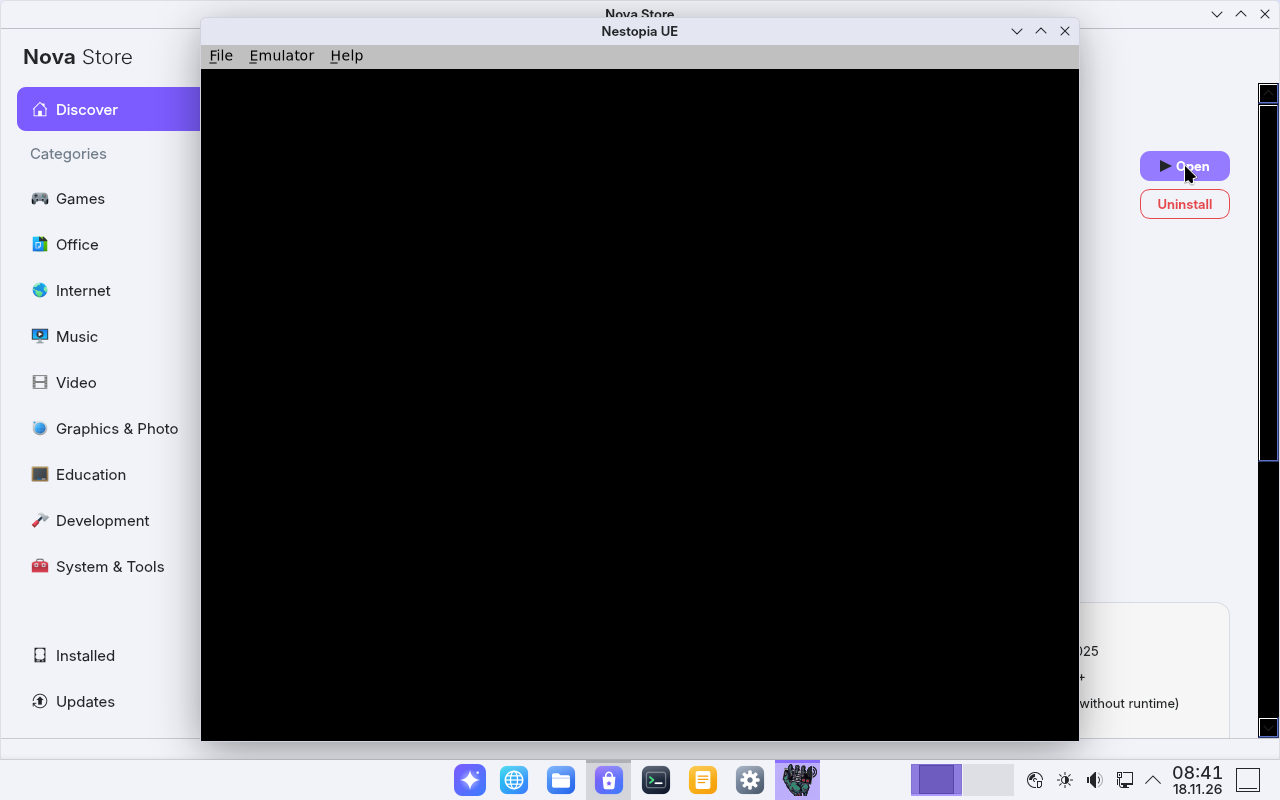 Nova Store
Nestopia UE
File Emulator Help
Nova Store
Discover
Categories
Games
Office
Internet
Music
Video
Graphics & Photo
Education
Development
System & Tools
Installed
Updates
Open
Uninstall
025
+
without runtime)
08:41
18.11.26